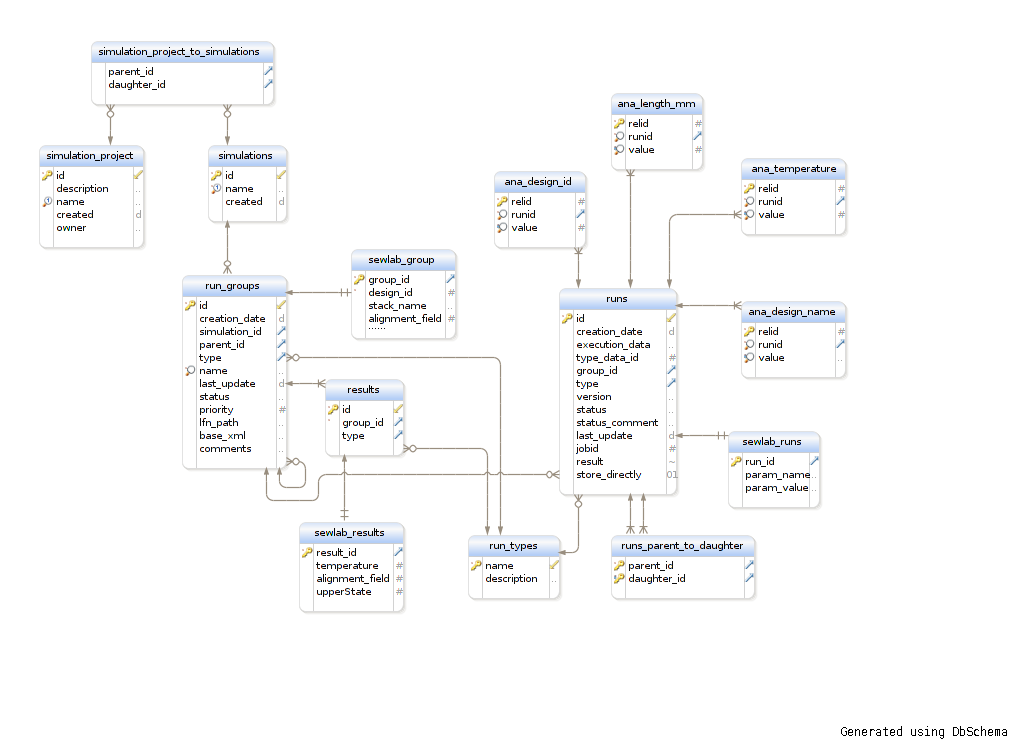 simulation_project_to_simulations
parent_id
daughter_id
simulation_project
id
description
name
created
owner
simulations
id
name
created
ana_length_mm
relid
runid
value
ana_design_id
relid
runid
value
ana_temperature
relid
runid
value
sewlab_group
group_id
design_id
stack_name
alignment_field
......
run_groups
id
creation_date
simulation_id
parent_id
type
name
last_update
status
priority
lfn_path
base_xml
comments
runs
id
creation_date
execution_data
type_data_id
group_id
type
version
status
status_comment
last_update
jobid
result
store_directly
ana_design_name
relid
runid
value
results
id
group_id
type
sewlab_runs
run_id
param_name
param_value
sewlab_results
result_id
temperature
alignment_field
upperState
run_types
name
description
runs_parent_to_daughter
parent_id
daughter_id
Generated using DbSchema